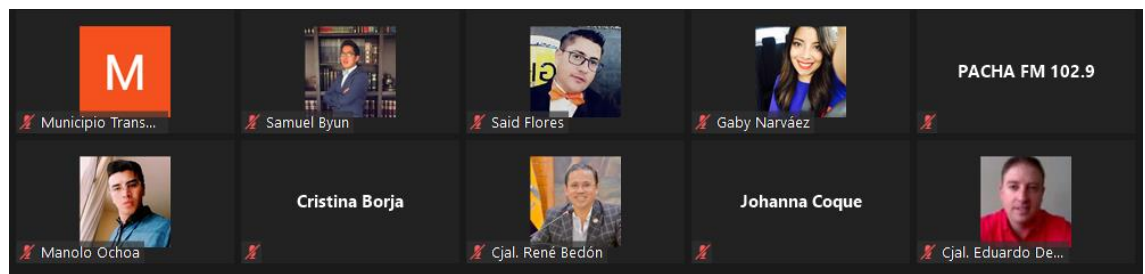 M
Municipio Trans...
Samuel Byun
Said Flores
Gaby Narváez
PACHA FM 102.9
Manolo Ochoa
Cristina Borja
Cjal. René Bedón
Johanna Coque
Cjal. Eduardo De...